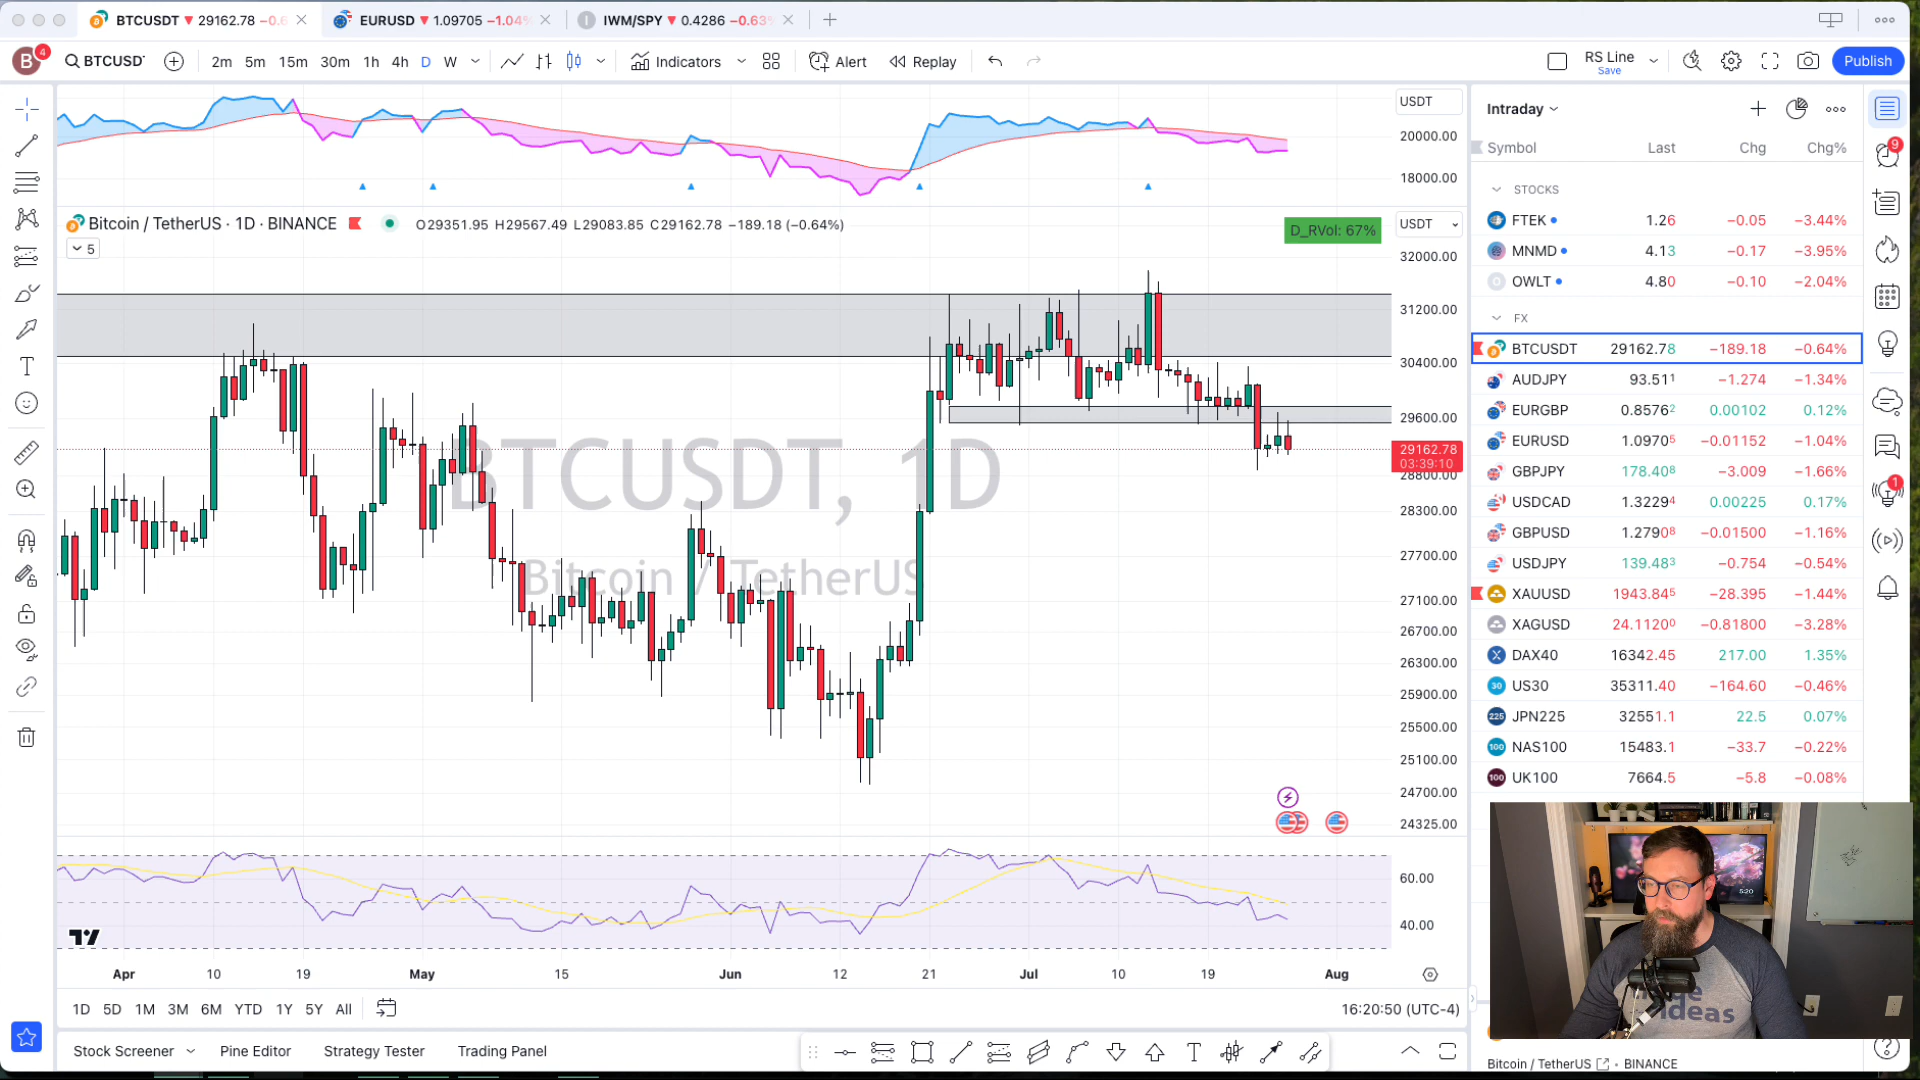 BTCUSDT 29162.78 −0.6
EURUSD 1.09705 −1.04%
IWM/SPY 0.4286 −0.63%
B 4
BTCUSD
2m 5m 15m 30m 1h 4h D W
Indicators
Alert
Replay
RS Line
Save
Publish
USDT
20000.00
18000.00
Bitcoin / TetherUS · 1D · BINANCE
O29351.95 H29567.49 L29083.85 C29162.78 −189.18 (−0.64%)
5
D_RVol: 67%
USDT
32000.00
31200.00
30400.00
29600.00
29162.78
03:39:10
28800.00
28300.00
27700.00
27100.00
26700.00
26300.00
25900.00
25500.00
25100.00
24700.00
24325.00
BTCUSDT, 1D
Bitcoin / TetherUS
60.00
40.00
Apr 10 19 May 15 Jun 12 21 Jul 10 19 Aug
1D 5D 1M 3M 6M YTD 1Y 5Y All
16:20:50 (UTC-4)
Stock Screener
Pine Editor
Strategy Tester
Trading Panel
Intraday
Symbol Last Chg Chg%
STOCKS
FTEK 1.26 −0.05 −3.44%
MNMD 4.13 −0.17 −3.95%
OWLT 4.80 −0.10 −2.04%
FX
BTCUSDT 29162.78 −189.18 −0.64%
AUDJPY 93.511 −1.274 −1.34%
EURGBP 0.85762 0.00102 0.12%
EURUSD 1.09705 −0.01152 −1.04%
GBPJPY 178.408 −3.009 −1.66%
USDCAD 1.32294 0.00225 0.17%
GBPUSD 1.27908 −0.01500 −1.16%
USDJPY 139.483 −0.754 −0.54%
XAUUSD 1943.845 −28.395 −1.44%
XAGUSD 24.11200 −0.81800 −3.28%
30 US30 35311.40 −164.60 −0.46%
DAX40 16342.45 217.00 1.35%
225 JPN225 32551.1 22.5 0.07%
100 NAS100 15483.1 −33.7 −0.22%
100 UK100 7664.5 −5.8 −0.08%
9
1
5:20
ideas
Bitcoin / TetherUS · BINANCE